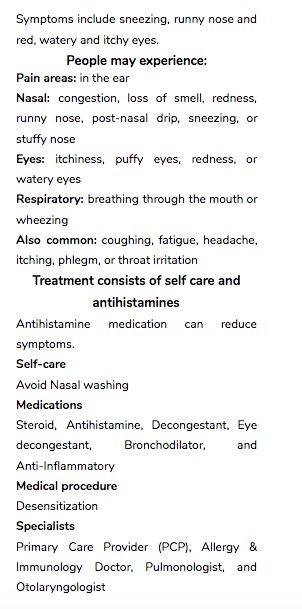 Symptoms include sneezing, runny nose and
red, watery and itchy eyes.
People may experience:
Pain areas: in the ear
Nasal: congestion, loss of smell, redness,
runny nose, post-nasal drip, sneezing, or
stuffy nose
Eyes: itchiness, puffy eyes, redness, or
watery eyes
Respiratory: breathing through the mouth or
wheezing
Also common: coughing, fatigue, headache,
itching, phlegm, or throat irritation
Treatment consists of self care and
antihistamines
Antihistamine medication can reduce
symptoms.
Self-care
Avoid Nasal washing
Medications
Steroid, Antihistamine, Decongestant, Eye
decongestant, Bronchodilator, and
Anti-Inflammatory
Medical procedure
Desensitization
Specialists
Primary Care Provider (PCP), Allergy &
Immunology Doctor, Pulmonologist, and
Otolaryngologist